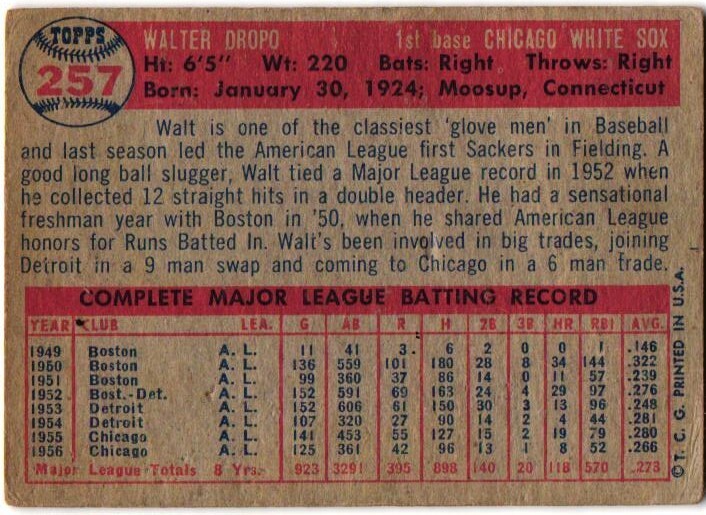 TOPPS
257
WALTER DROPO 1st base CHICAGO WHITE SOX
Ht: 6'5" Wt: 220 Bats: Right Throws: Right
Born: January 30, 1924; Moosup, Connecticut
Walt is one of the classiest 'glove men' in Baseball
and last season led the American League first Sackers in Fielding. A
good long ball slugger, Walt tied a Major League record in 1952 when
he collected 12 straight hits in a double header. He had a sensational
freshman year with Boston in '50, when he shared American League
honors for Runs Batted In. Walt's been involved in big trades, joining
Detroit in a 9 man swap and coming to Chicago in a 6 man trade.
COMPLETE MAJOR LEAGUE BATTING RECORD
YEAR CLUB LEA. G AB R H 2B 3B HR RBI AVG.
1949 Boston A. L. 11 41 3 6 2 0 0 1 .146
1950 Boston A. L. 136 559 101 180 28 8 34 144 .322
1951 Boston A. L. 99 360 37 86 14 0 11 57 .239
1952 Bost.-Det. A. L. 152 591 69 163 24 4 29 97 .276
1953 Detroit A. L. 152 606 61 150 30 3 13 96 .248
1954 Detroit A. L. 107 320 27 90 14 2 4 44 .281
1955 Chicago A. L. 141 453 55 127 15 2 19 79 .280
1956 Chicago A. L. 125 361 42 96 13 1 8 52 .266
Major League Totals 8 Yrs. 923 3291 395 898 140 20 118 570 .273
© T. C. G. PRINTED IN U.S.A.